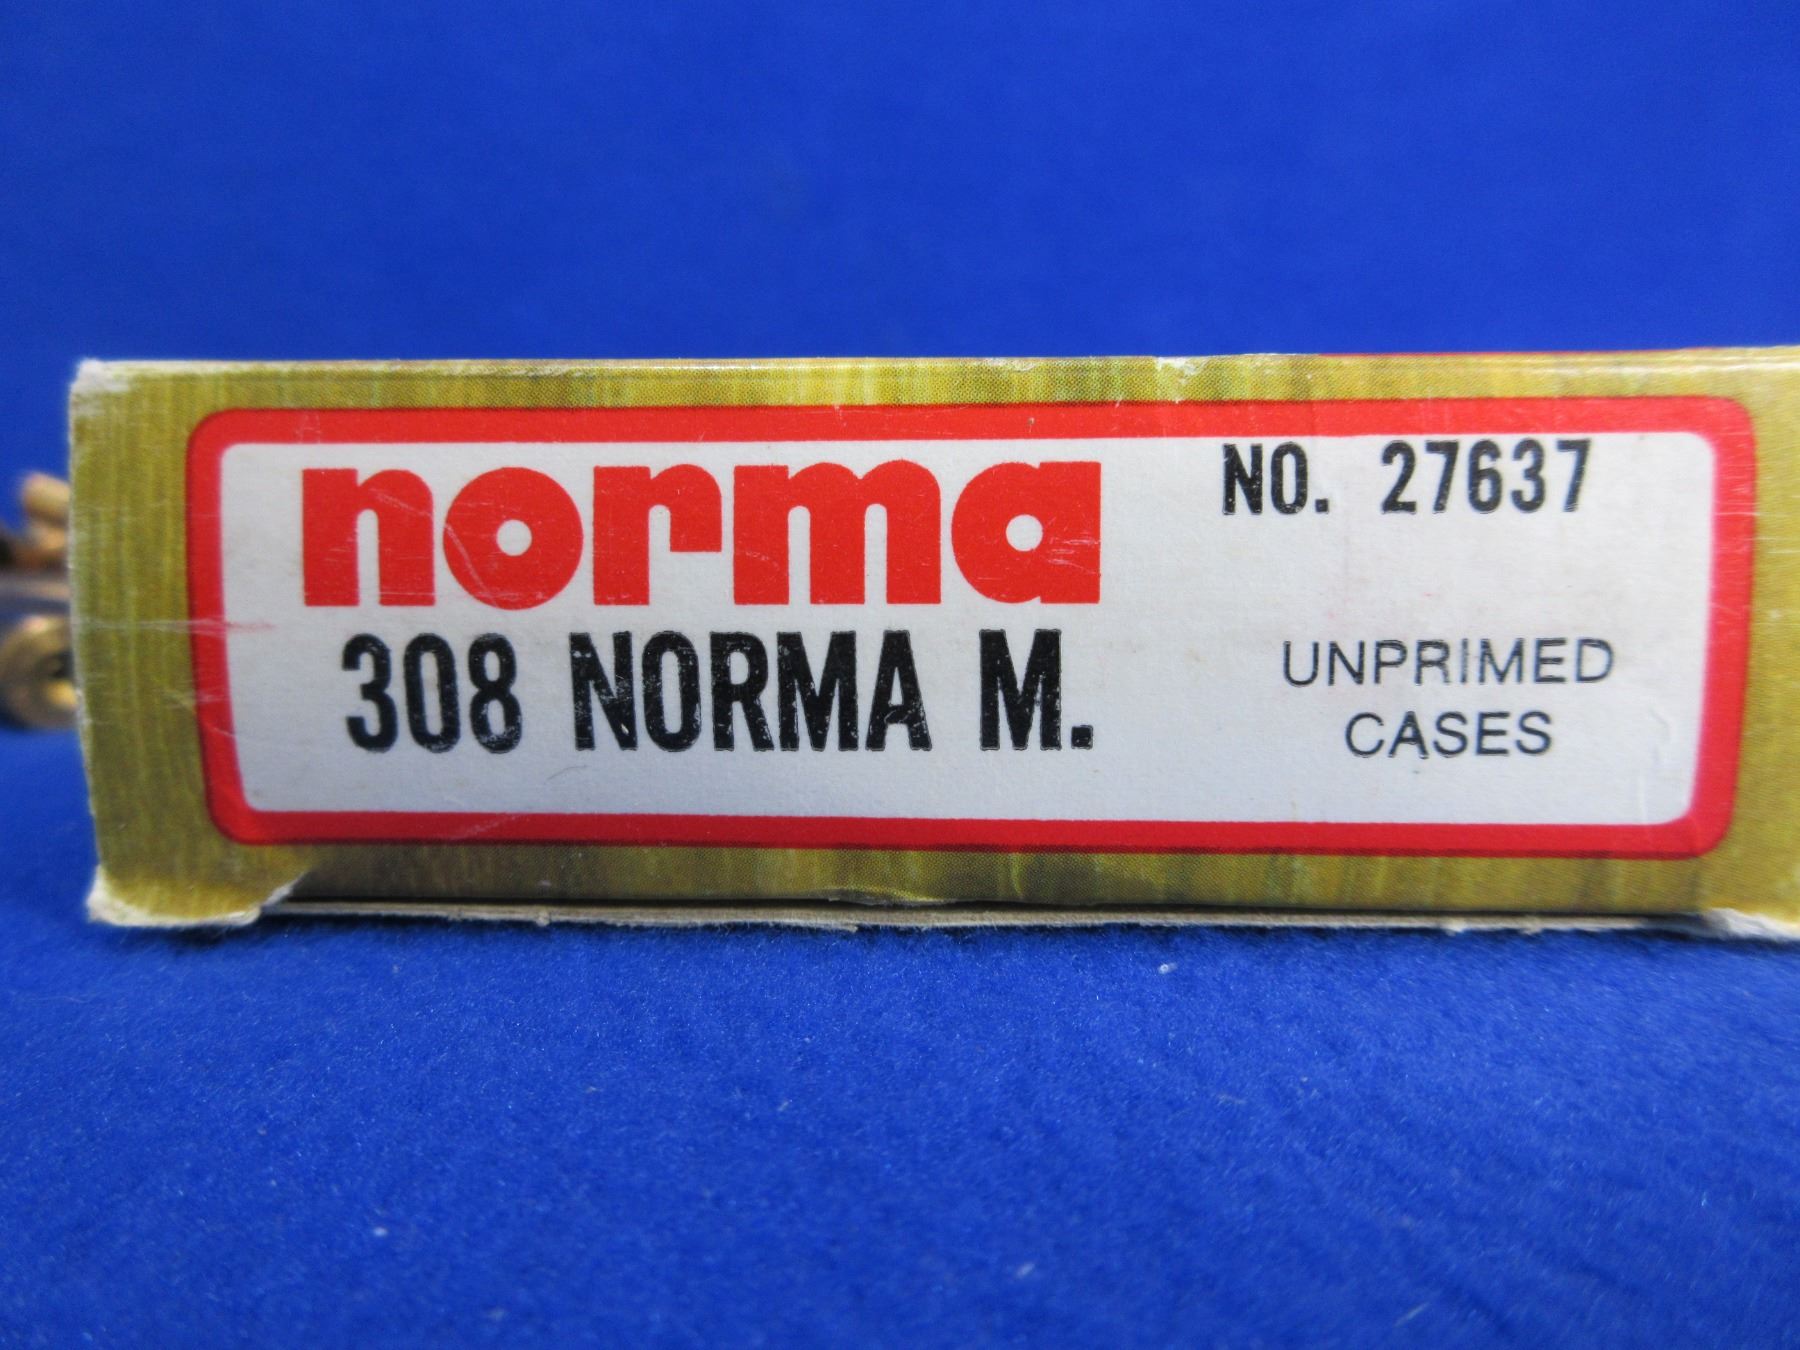 norma
NO. 27637
308 NORMA M.
UNPRIMED
CASES